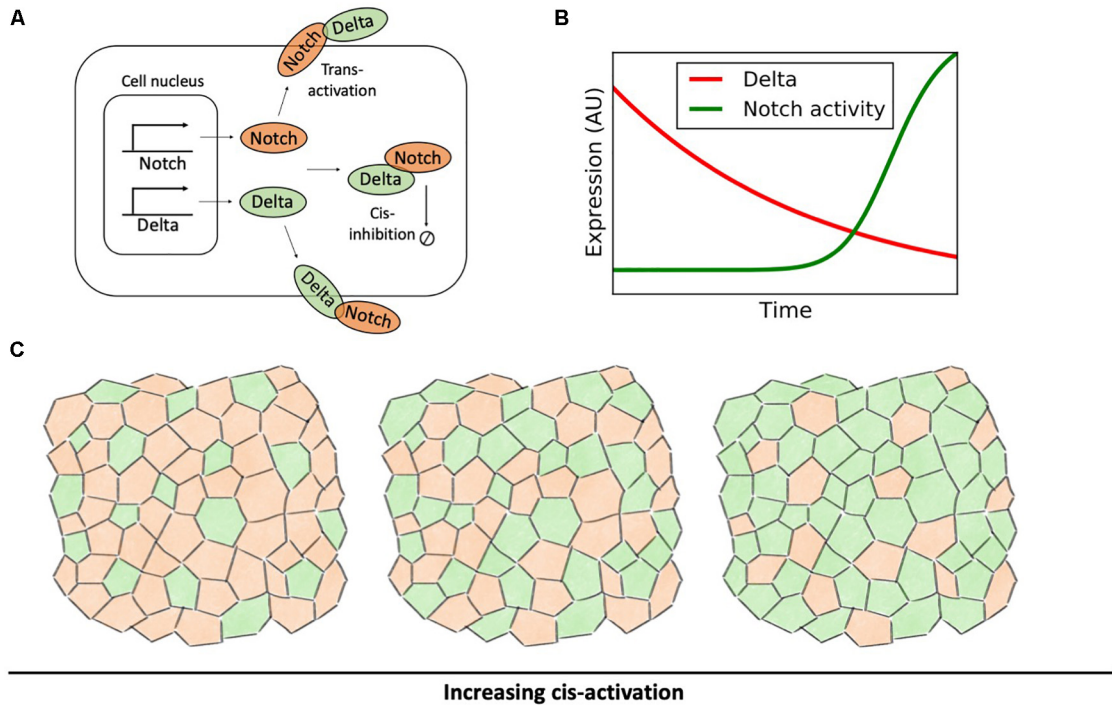 A
Notch
Delta
Trans-
activation
Cell nucleus
Notch
Notch
Delta
Delta
Notch
Delta
Cis-
inhibition
Delta
Notch
B
Delta
Notch activity
Expression (AU)
Time
C
Increasing cis-activation